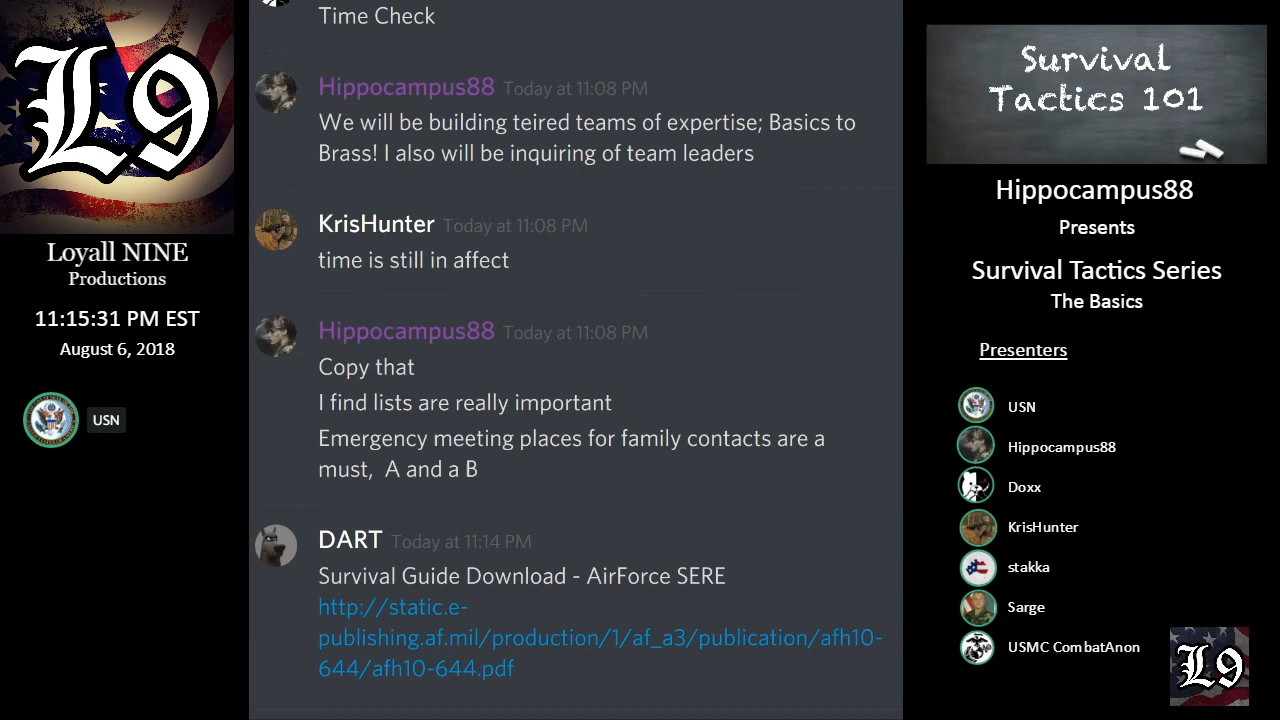 L9
Loyall NINE
Productions
11:15:31 PM EST
August 6, 2018
USN
Time Check
Hippocampus88 Today at 11:08 PM
We will be building teired teams of expertise; Basics to
Brass! I also will be inquiring of team leaders
KrisHunter Today at 11:08 PM
time is still in affect
Hippocampus88 Today at 11:08 PM
Copy that
I find lists are really important
Emergency meeting places for family contacts are a
must, A and a B
DART Today at 11:14 PM
Survival Guide Download - AirForce SERE
http://static.e-
publishing.af.mil/production/1/af_a3/publication/afh10-
644/afh10-644.pdf
Survival
Tactics 101
Hippocampus88
Presents
Survival Tactics Series
The Basics
Presenters
USN
Hippocampus88
Doxx
KrisHunter
stakka
Sarge
USMC CombatAnon
L9